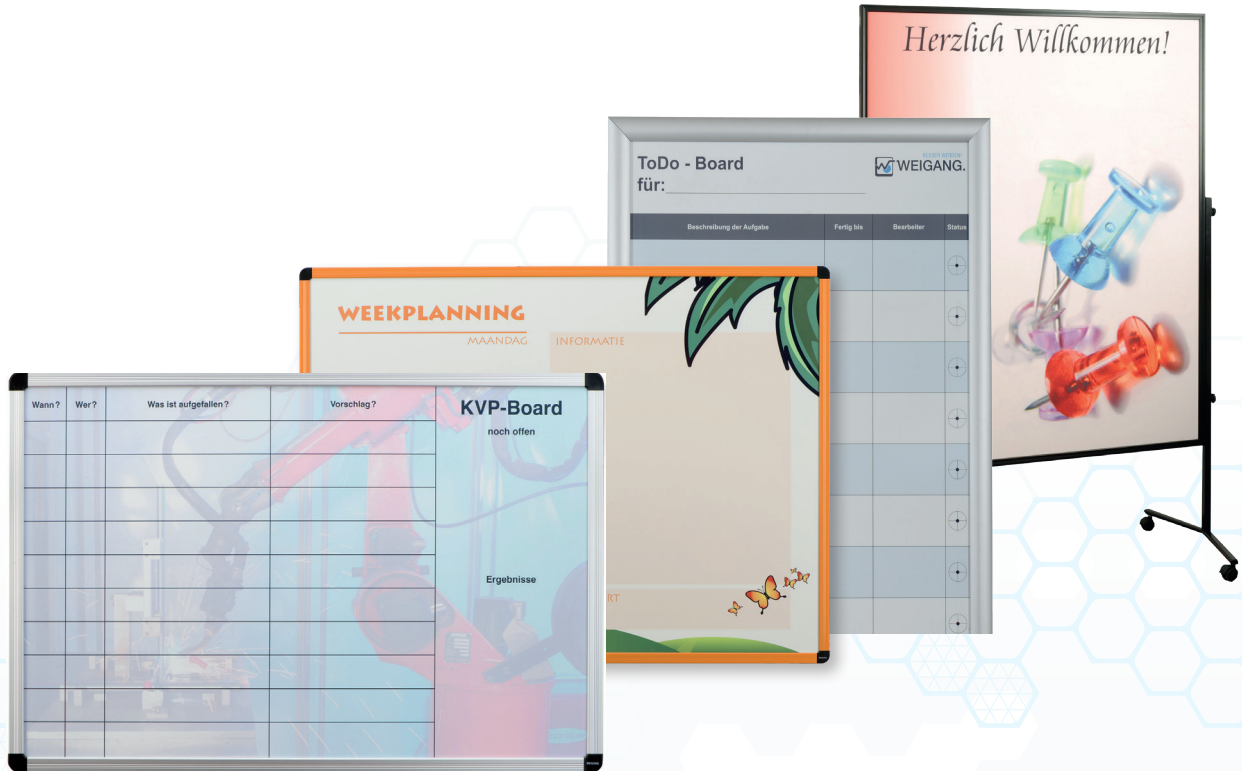 Herzlich Willkommen!
ToDo - Board
für:
WEIGANG.
Beschreibung der Aufgabe
Fertig bis
Bearbeiter
Status
WEEKPLANNING
MAANDAG
INFORMATIE
RT
Wann?
Wer?
Was ist aufgefallen?
Vorschlag?
KVP-Board
noch offen
Ergebnisse